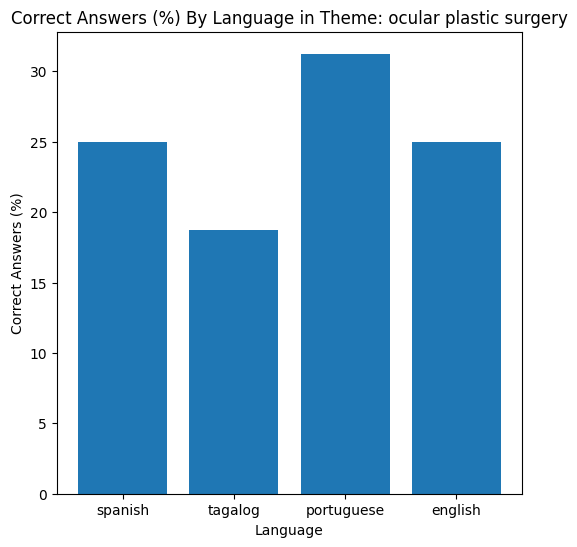 Correct Answers (%) By Language in Theme: ocular plastic surgery
Correct Answers (%)
30
25
20
15
10
5
0
spanish tagalog portuguese english
Language